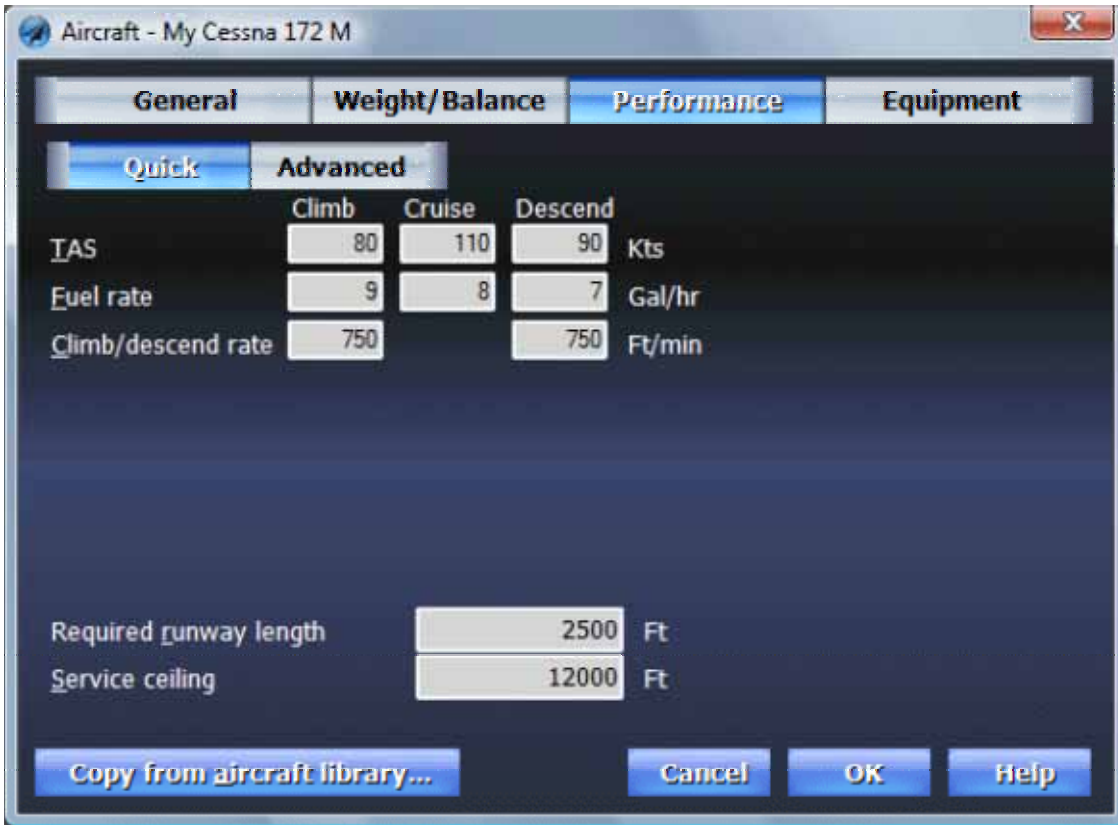 Aircraft - My Cessna 172 M
General Weight/Balance Performance Equipment
Quick Advanced
Climb Cruise Descend
TAS 80 110 90 Kts
Fuel rate 9 8 7 Gal/hr
Climb/descend rate 750 750 Ft/min
Required runway length 2500 Ft
Service ceiling 12000 Ft
Copy from aircraft library... Cancel OK Help